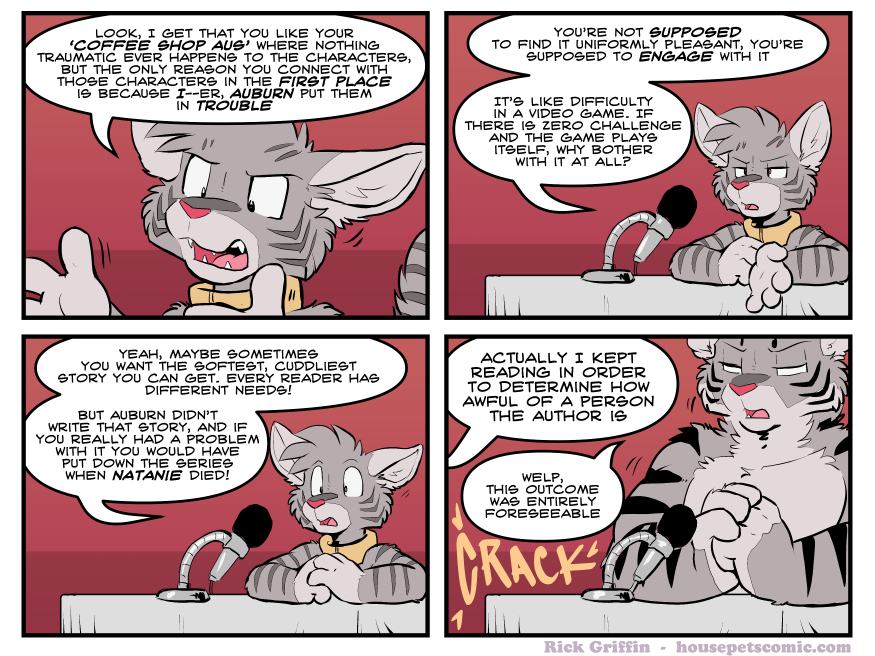 LOOK, I GET THAT YOU LIKE YOUR
'COFFEE SHOP AUS' WHERE NOTHING
TRAUMATIC EVER HAPPENS TO THE CHARACTERS,
BUT THE ONLY REASON YOU CONNECT WITH
THOSE CHARACTERS IN THE FIRST PLACE
IS BECAUSE I--ER, AUBURN PUT THEM
IN TROUBLE
YOU'RE NOT SUPPOSED
TO FIND IT UNIFORMLY PLEASANT, YOU'RE
SUPPOSED TO ENGAGE WITH IT
IT'S LIKE DIFFICULTY
IN A VIDEO GAME. IF
THERE IS ZERO CHALLENGE
AND THE GAME PLAYS
ITSELF, WHY BOTHER
WITH IT AT ALL?
YEAH, MAYBE SOMETIMES
YOU WANT THE SOFTEST, CUDDLIEST
STORY YOU CAN GET. EVERY READER HAS
DIFFERENT NEEDS!
BUT AUBURN DIDN'T
WRITE THAT STORY, AND IF
YOU REALLY HAD A PROBLEM
WITH IT YOU WOULD HAVE
PUT DOWN THE SERIES
WHEN NATANIE DIED!
ACTUALLY I KEPT
READING IN ORDER
TO DETERMINE HOW
AWFUL OF A PERSON
THE AUTHOR IS
WELP,
THIS OUTCOME
WAS ENTIRELY
FORESEEABLE
CRACK
Rick Griffin - housepetscomic.com